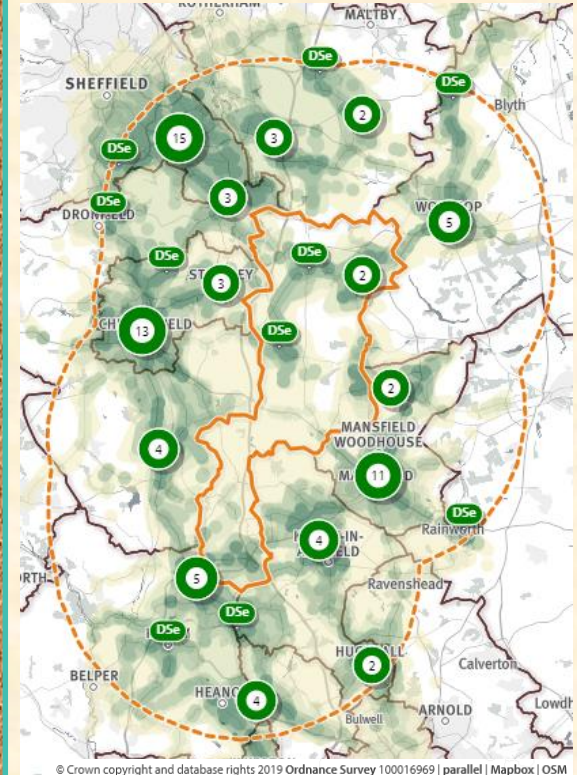 MALTBY
DSe
SHEFFIELD
DSe
Blyth
2
15
3
DSe
3
DSe
5
DSe
DSe
2
3
13
DSe
2
MANSFIELD
WOODHOUSE
4
11
DSe
4
Rainworth
5
Ravenshead
DSe
DSe
2
Calverton
BELPER
4
ARNOLD
Bulwell
© Crown copyright and database rights 2019 Ordnance Survey 100016969 | parallel | Mapbox | OSM